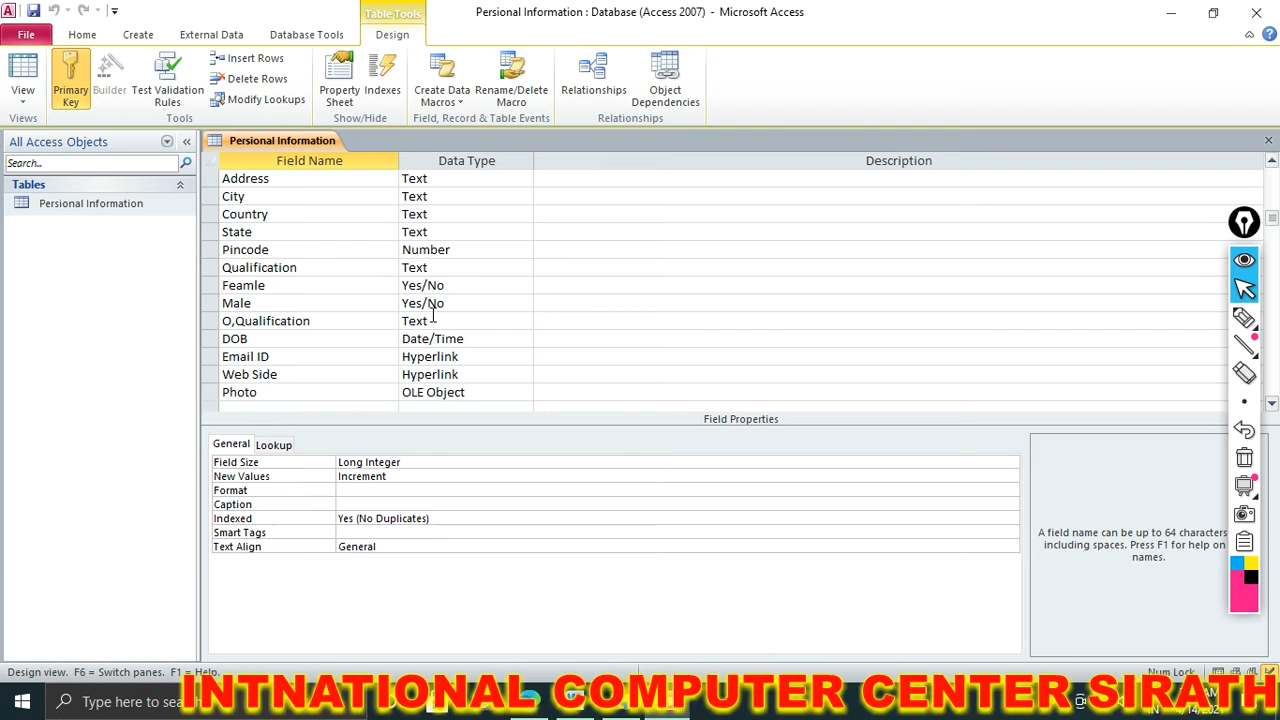 Table Tools
Persional Information : Database (Access 2007) - Microsoft Access
File Home Create External Data Database Tools Design
View
Primary Key
Builder
Test Validation Rules
Insert Rows
Delete Rows
Modify Lookups
Property Sheet
Indexes
Create Data Macros
Rename/Delete Macro
Relationships
Object Dependencies
Views Tools Show/Hide Field, Record & Table Events Relationships
All Access Objects
Search...
Tables
Persional Information
Persional Information
Field Name Data Type Description
Address Text
City Text
Country Text
State Text
Pincode Number
Qualification Text
Feamle Yes/No
Male Yes/No
O,Qualification Text
DOB Date/Time
Email ID Hyperlink
Web Side Hyperlink
Photo OLE Object
Field Properties
General Lookup
Field Size Long Integer
New Values Increment
Format
Caption
Indexed Yes (No Duplicates)
Smart Tags
Text Align General
A field name can be up to 64 characters
including spaces. Press F1 for help on
names.
Design view. F6 = Switch panes. F1 = Help.
Num Lock
Type here to search
INTNATIONAL COMPUTER CENTER SIRATH